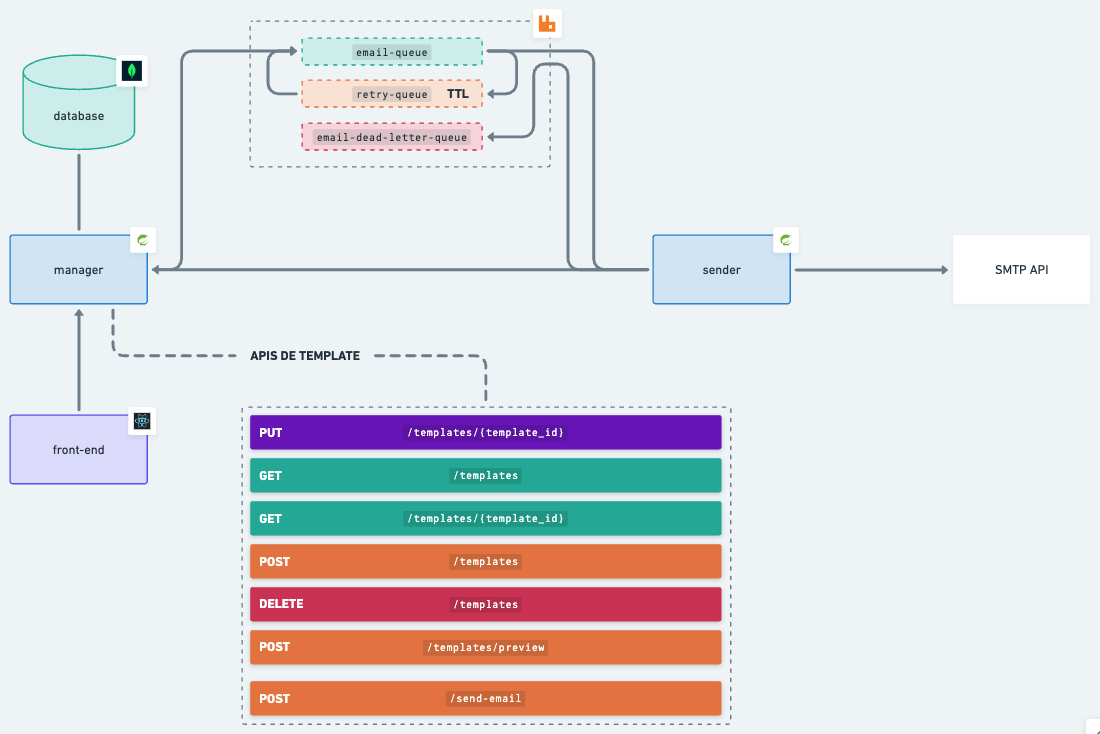 email-queue
retry-queue TTL
email-dead-letter-queue
database
manager
sender
SMTP API
APIS DE TEMPLATE
front-end
PUT /templates/{template_id}
GET /templates
GET /templates/{template_id}
POST /templates
DELETE /templates
POST /templates/preview
POST /send-email